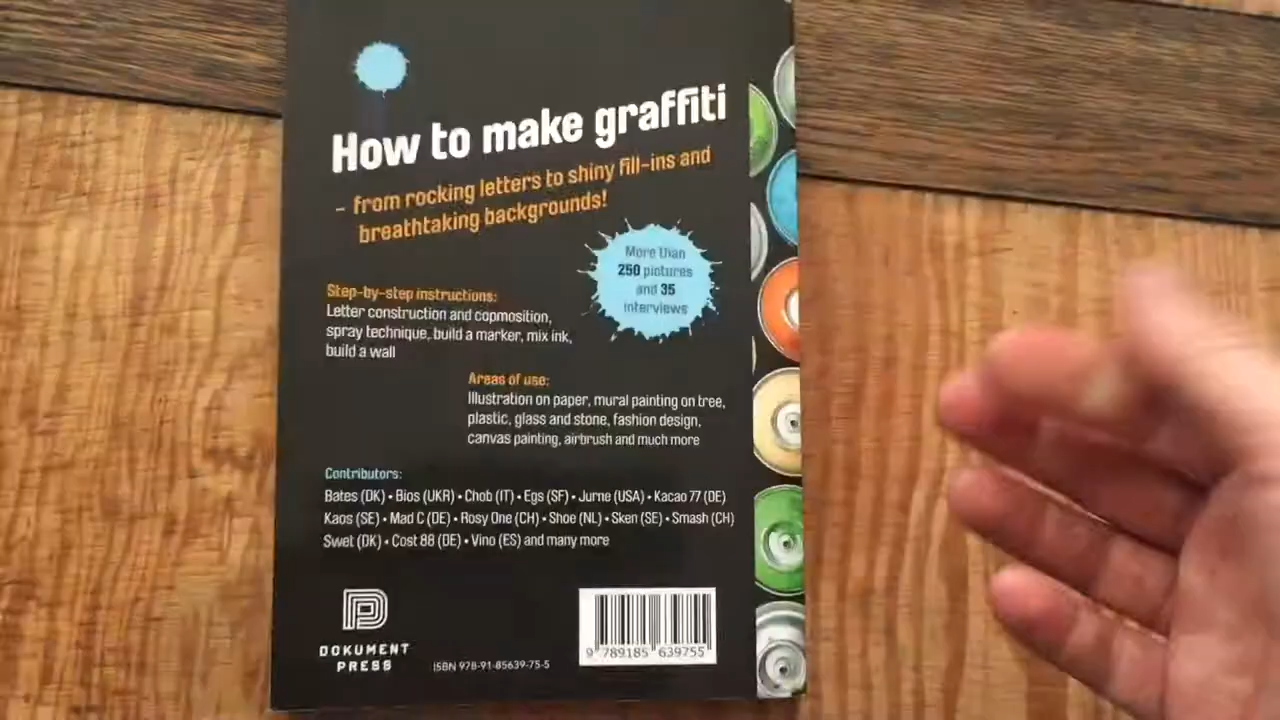 How to make graffiti
– from rocking letters to shiny fill-ins and
breathtaking backgrounds!
More than
250 pictures
and 35
interviews
Step-by-step instructions:
Letter construction and copmosition,
spray technique, build a marker, mix ink,
build a wall
Areas of use:
Illustration on paper, mural painting on tree,
plastic, glass and stone, fashion design,
canvas painting, airbrush and much more
Contributors:
Bates (DK) • Bios (UKR) • Chob (IT) • Egs (SF) • Jurne (USA) • Kacao 77 (DE)
Kaos (SE) • Mad C (DE) • Rosy One (CH) • Shoe (NL) • Sken (SE) • Smash (CH)
Swet (DK) • Cost 88 (DE) • Vino (ES) and many more
DOKUMENT
PRESS
ISBN 978-91-85639-75-5
9 789185 639755